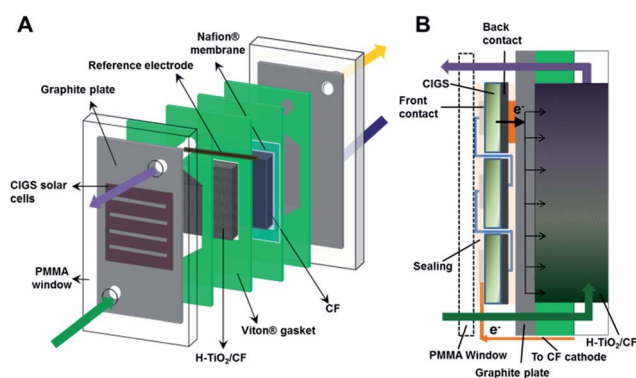 A
Nafion®
membrane
Reference electrode
Graphite plate
CIGS solar
cells
PMMA
window
Viton® gasket
CF
H-TiO₂/CF
B
Back
contact
CIGS
Front
contact
e⁻
Sealing
e⁻
H-TiO₂/CF
PMMA Window
To CF cathode
Graphite plate